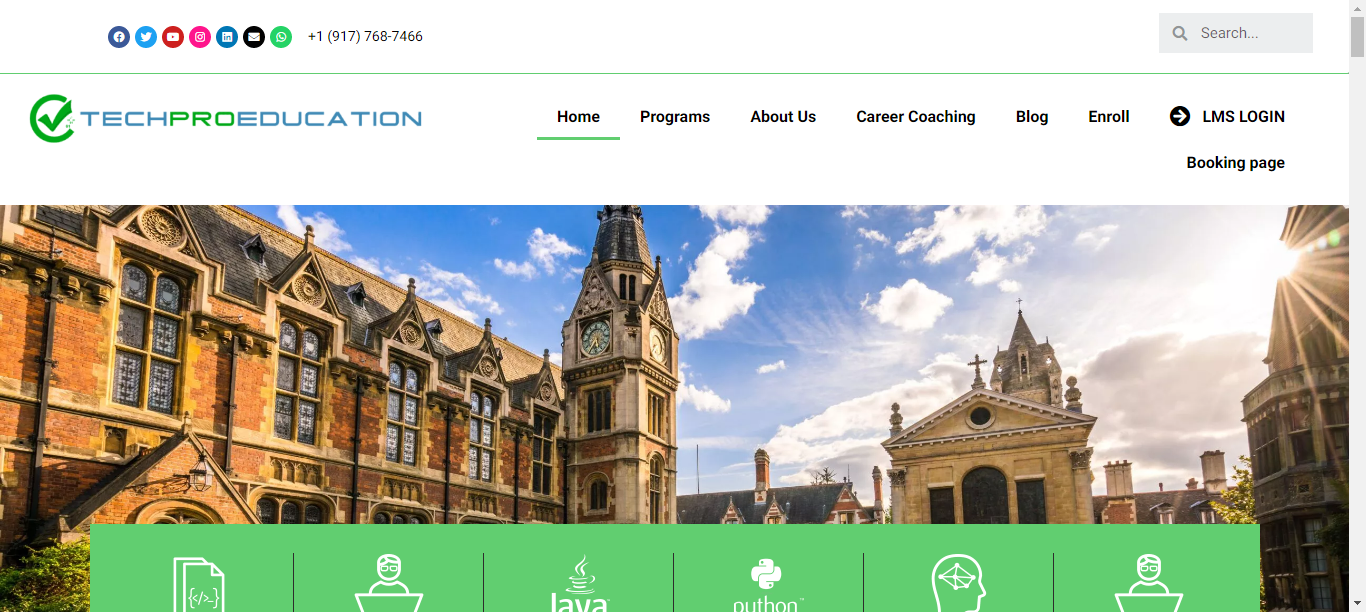 +1 (917) 768-7466
Search...
TECHPROEDUCATION
Home
Programs
About Us
Career Coaching
Blog
Enroll
LMS LOGIN
Booking page
</>_
Java™
python™